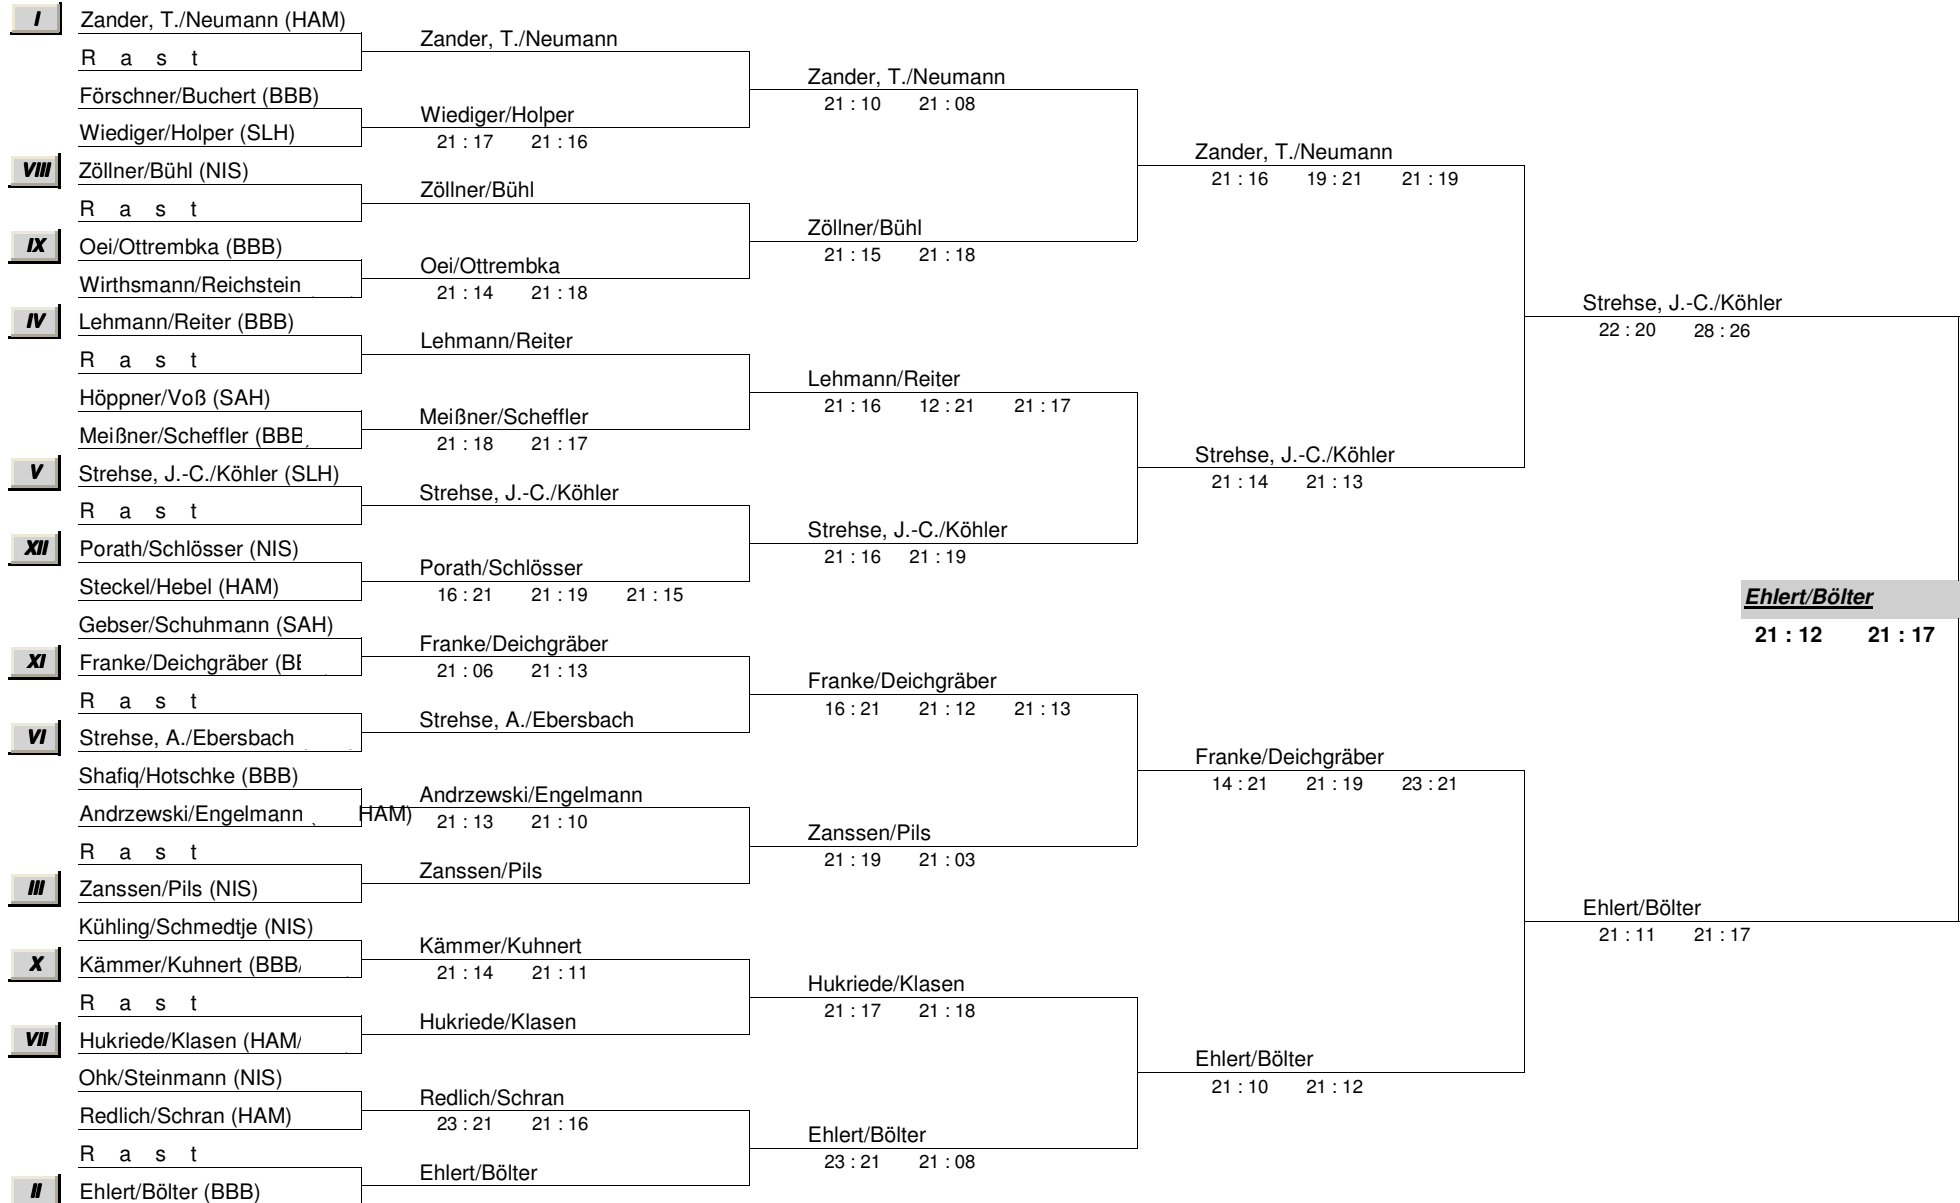 I Zander, T./Neumann (HAM)
R a s t
Förschner/Buchert (BBB)
Wiediger/Holper (SLH)
VIII Zöllner/Bühl (NIS)
R a s t
IX Oei/Ottrembka (BBB)
Wirthsmann/Reichstein
IV Lehmann/Reiter (BBB)
R a s t
Höppner/Voß (SAH)
Meißner/Scheffler (BBB
V Strehse, J.-C./Köhler (SLH)
R a s t
XII Porath/Schlösser (NIS)
Steckel/Hebel (HAM)
Gebser/Schuhmann (SAH)
XI Franke/Deichgräber (BE
R a s t
VI Strehse, A./Ebersbach
Shafiq/Hotschke (BBB)
Andrzewski/Engelmann HAM)
R a s t
III Zanssen/Pils (NIS)
Kühling/Schmedtje (NIS)
X Kämmer/Kuhnert (BBB/
R a s t
VII Hukriede/Klasen (HAM/
Ohk/Steinmann (NIS)
Redlich/Schran (HAM)
R a s t
II Ehlert/Bölter (BBB)
Zander, T./Neumann
Wiediger/Holper
21 : 17 21 : 16
Zöllner/Bühl
Oei/Ottrembka
21 : 14 21 : 18
Lehmann/Reiter
Meißner/Scheffler
21 : 18 21 : 17
Strehse, J.-C./Köhler
Porath/Schlösser
16 : 21 21 : 19 21 : 15
Franke/Deichgräber
21 : 06 21 : 13
Strehse, A./Ebersbach
Andrzewski/Engelmann
21 : 13 21 : 10
Zanssen/Pils
Kämmer/Kuhnert
21 : 14 21 : 11
Hukriede/Klasen
Redlich/Schran
23 : 21 21 : 16
Ehlert/Bölter
Zander, T./Neumann
21 : 10 21 : 08
Zöllner/Bühl
21 : 15 21 : 18
Lehmann/Reiter
21 : 16 12 : 21 21 : 17
Strehse, J.-C./Köhler
21 : 16 21 : 19
Franke/Deichgräber
16 : 21 21 : 12 21 : 13
Zanssen/Pils
21 : 19 21 : 03
Hukriede/Klasen
21 : 17 21 : 18
Ehlert/Bölter
23 : 21 21 : 08
Zander, T./Neumann
21 : 16 19 : 21 21 : 19
Strehse, J.-C./Köhler
21 : 14 21 : 13
Franke/Deichgräber
14 : 21 21 : 19 23 : 21
Ehlert/Bölter
21 : 10 21 : 12
Strehse, J.-C./Köhler
22 : 20 28 : 26
Ehlert/Bölter
21 : 11 21 : 17
Ehlert/Bölter
21 : 12 21 : 17